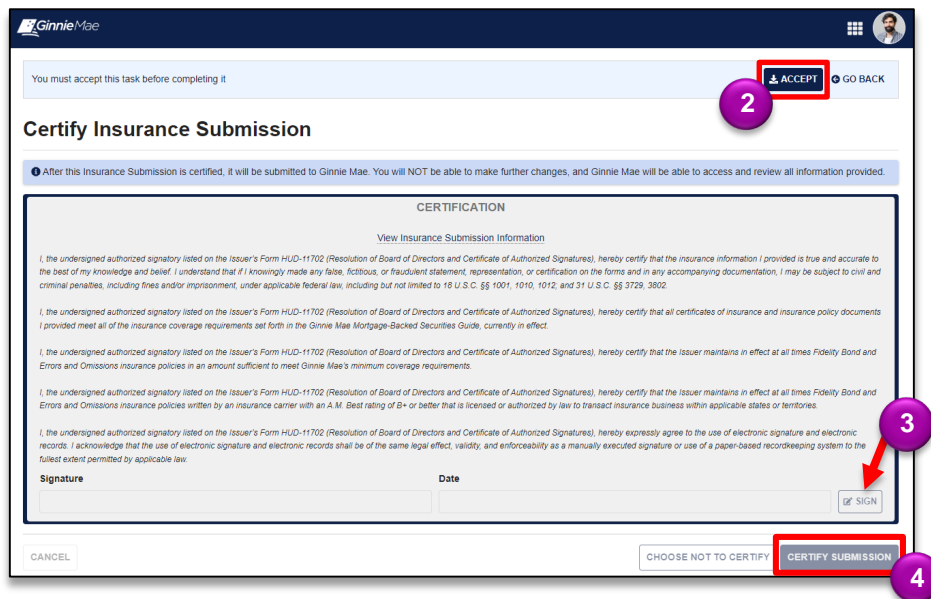 GinnieMae
You must accept this task before completing it
ACCEPT
GO BACK
2
Certify Insurance Submission
After this Insurance Submission is certified, it will be submitted to Ginnie Mae. You will NOT be able to make further changes, and Ginnie Mae will be able to access and review all information provided.
CERTIFICATION
View Insurance Submission Information
I, the undersigned authorized signatory listed on the Issuer's Form HUD-11702 (Resolution of Board of Directors and Certificate of Authorized Signatures), hereby certify that the insurance information I provided is true and accurate to
the best of my knowledge and belief. I understand that if I knowingly made any false, fictitious, or fraudulent statement, representation, or certification on the forms and in any accompanying documentation, I may be subject to civil and
criminal penalties, including fines and/or imprisonment, under applicable federal law, including but not limited to 18 U.S.C. §§ 1001, 1010, 1012; and 31 U.S.C. §§ 3729, 3802.
I, the undersigned authorized signatory listed on the Issuer's Form HUD-11702 (Resolution of Board of Directors and Certificate of Authorized Signatures), hereby certify that all certificates of insurance and insurance policy documents
I provided meet all of the insurance coverage requirements set forth in the Ginnie Mae Mortgage-Backed Securities Guide, currently in effect.
I, the undersigned authorized signatory listed on the Issuer's Form HUD-11702 (Resolution of Board of Directors and Certificate of Authorized Signatures), hereby certify that the Issuer maintains in effect at all times Fidelity Bond and
Errors and Omissions insurance policies in an amount sufficient to meet Ginnie Mae's minimum coverage requirements.
I, the undersigned authorized signatory listed on the Issuer's Form HUD-11702 (Resolution of Board of Directors and Certificate of Authorized Signatures), hereby certify that the Issuer maintains in effect at all times Fidelity Bond and
Errors and Omissions insurance policies written by an insurance carrier with an A.M. Best rating of B+ or better that is licensed or authorized by law to transact insurance business within applicable states or territories.
I, the undersigned authorized signatory listed on the Issuer's Form HUD-11702 (Resolution of Board of Directors and Certificate of Authorized Signatures), hereby expressly agree to the use of electronic signature and electronic
records. I acknowledge that the use of electronic signature and electronic records shall be of the same legal effect, validity, and enforceability as a manually executed signature or use of a paper-based recordkeeping system to the
fullest extent permitted by applicable law.
3
Signature
Date
SIGN
CANCEL
CHOOSE NOT TO CERTIFY
CERTIFY SUBMISSION
4